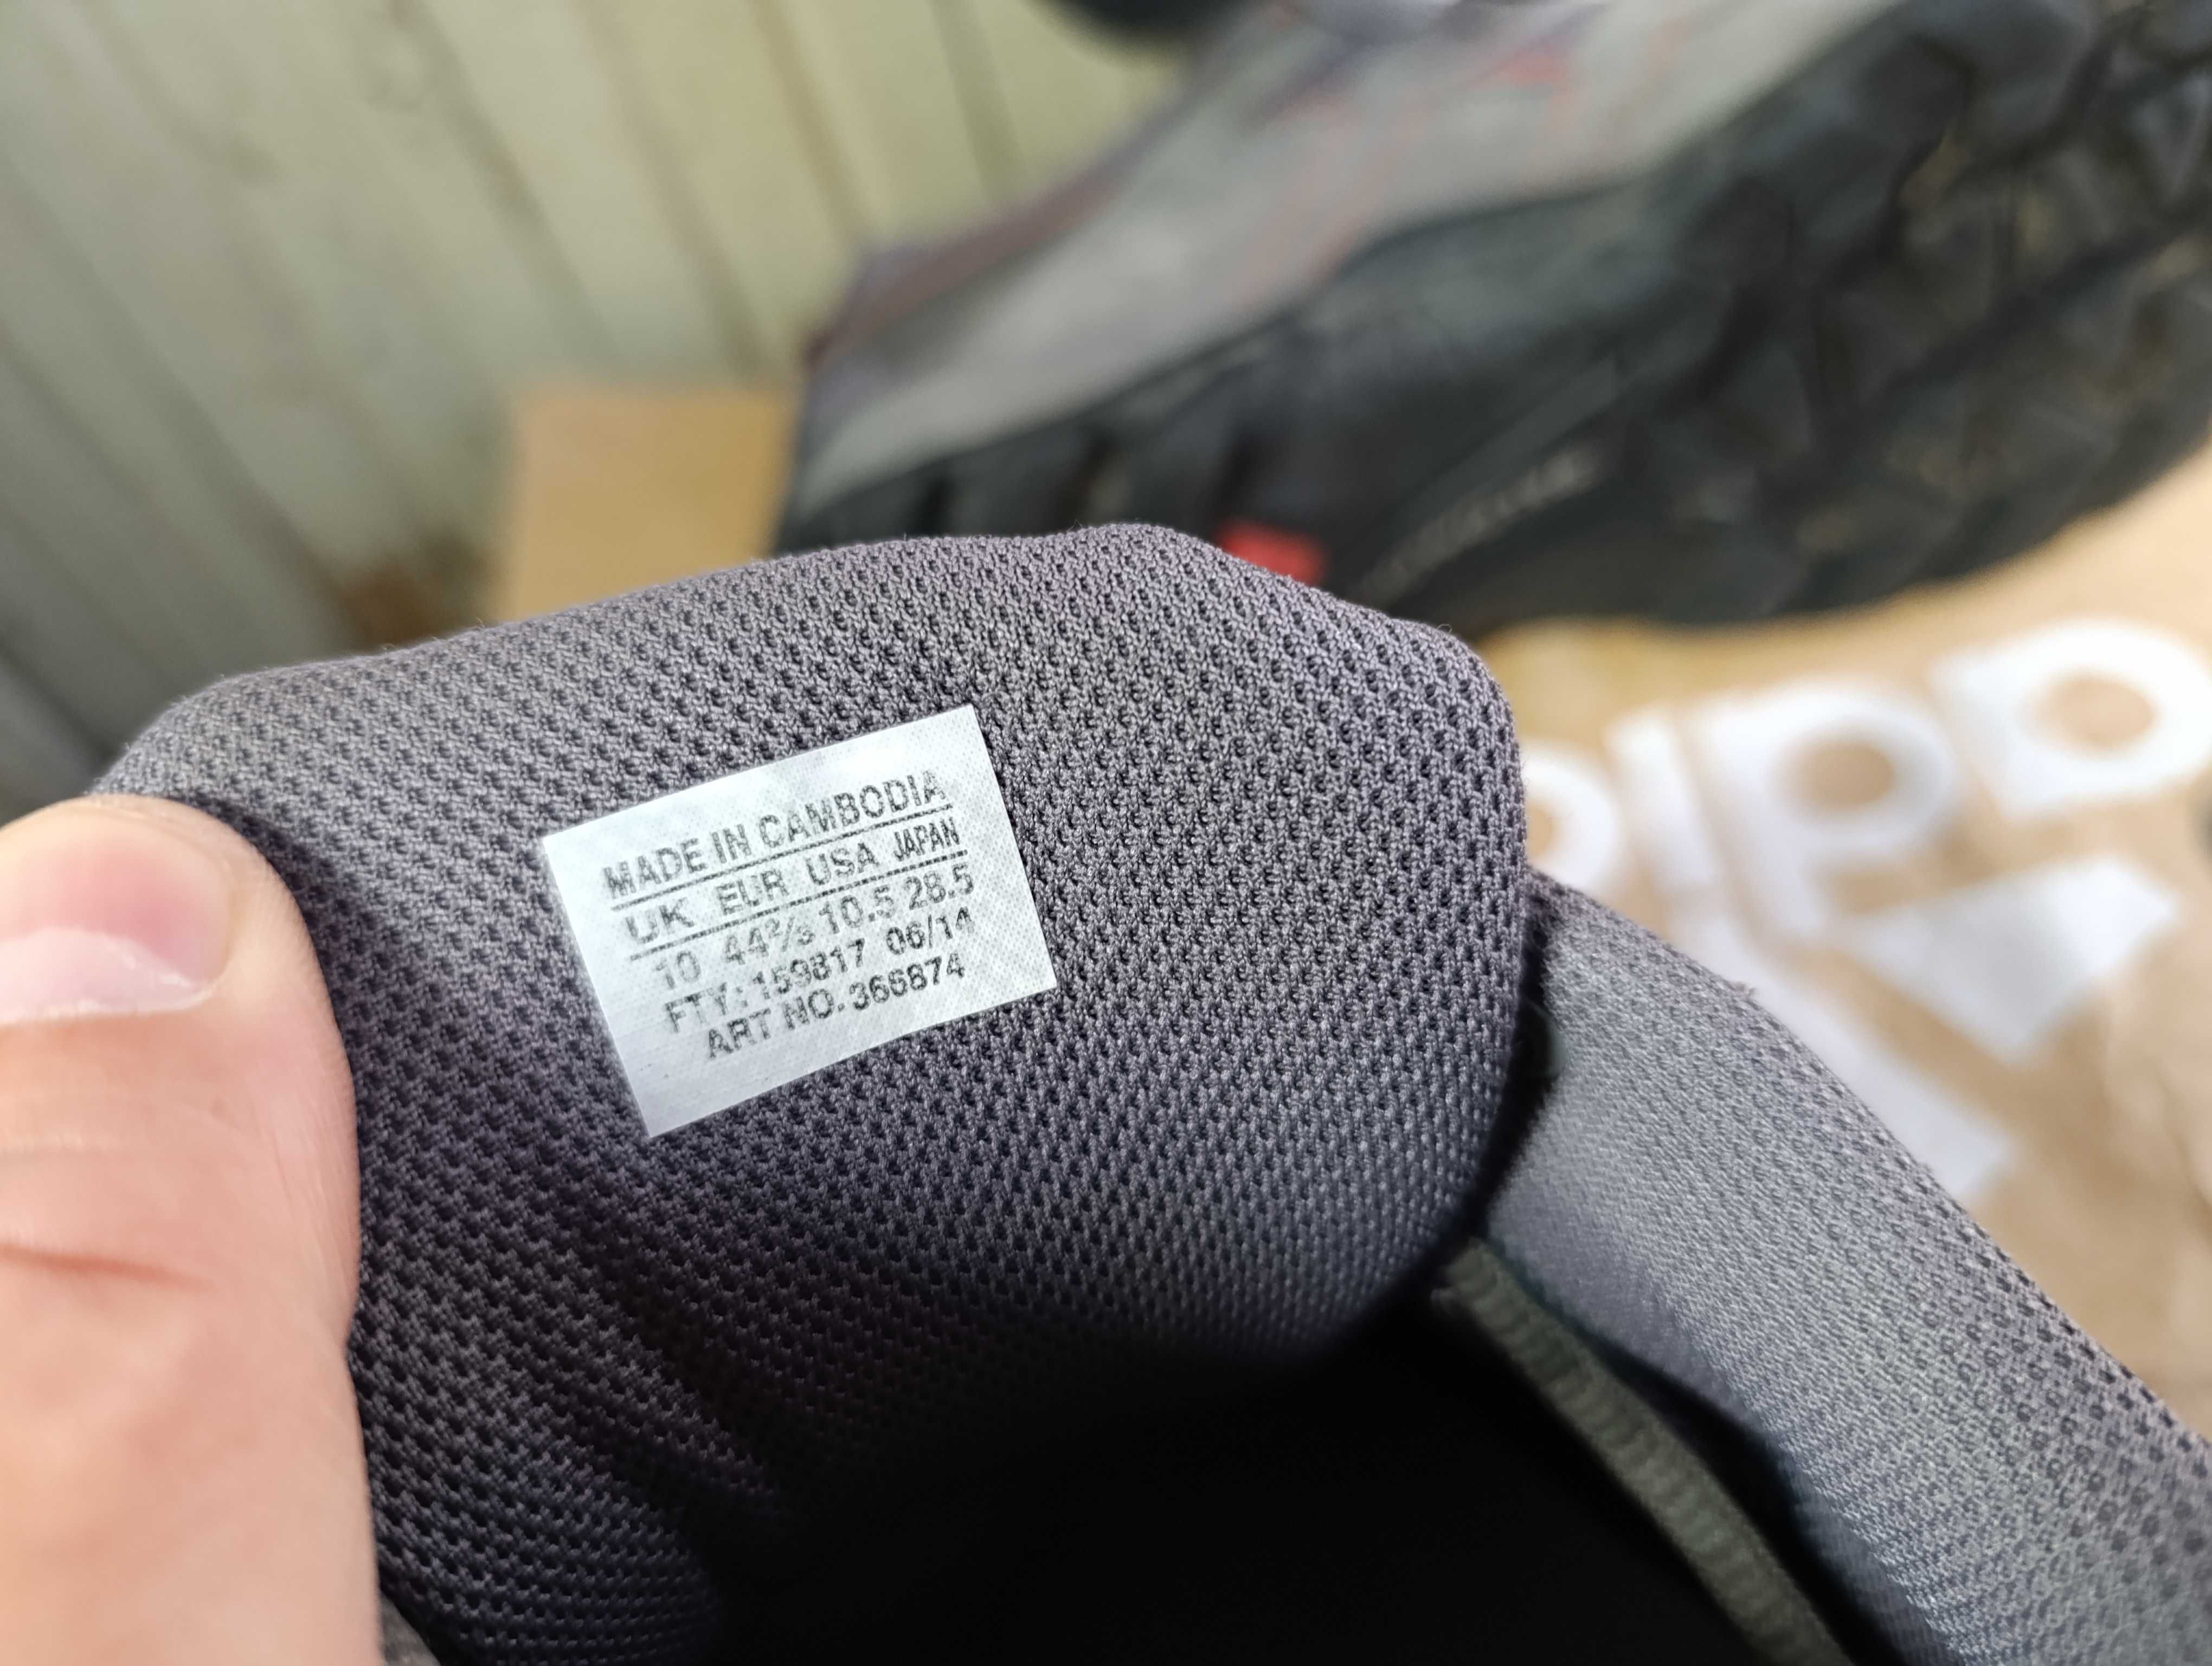 MADE IN CAMBODIA
UK EUR USA JAPAN
10 44⅔ 10.5 28.5
FTY:159817 06/14
ART NO.366874